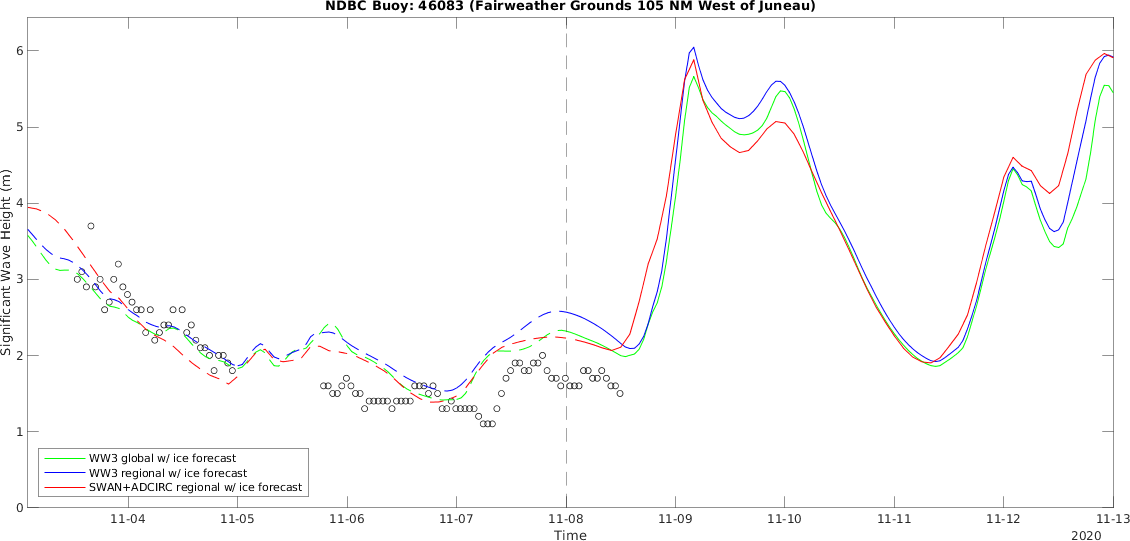 NDBC Buoy: 46083 (Fairweather Grounds 105 NM West of Juneau)
6
5
4
3
2
1
0
Significant Wave Height (m)
WW3 global w/ ice forecast
WW3 regional w/ ice forecast
SWAN+ADCIRC regional w/ ice forecast
11-04 11-05 11-06 11-07 11-08 11-09 11-10 11-11 11-12 11-13
Time
2020